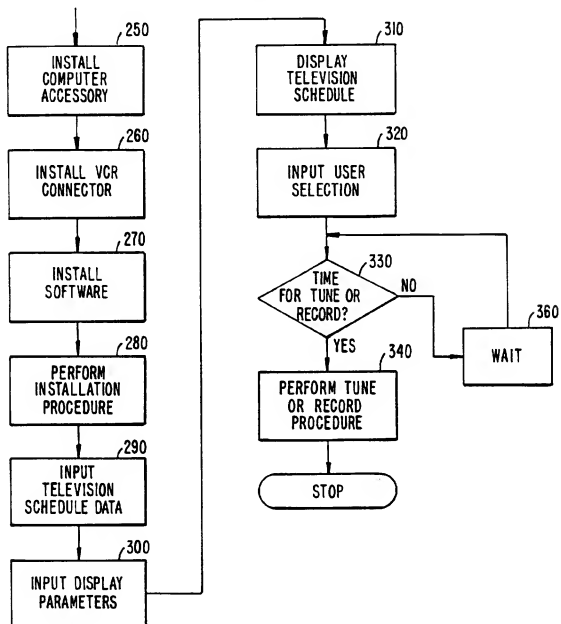 250
INSTALL
COMPUTER
ACCESSORY
260
INSTALL VCR
CONNECTOR
270
INSTALL
SOFTWARE
280
PERFORM
INSTALLATION
PROCEDURE
290
INPUT
TELEVISION
SCHEDULE DATA
300
INPUT DISPLAY
PARAMETERS
310
DISPLAY
TELEVISION
SCHEDULE
320
INPUT USER
SELECTION
330
TIME
FOR TUNE OR
RECORD?
NO
YES
360
WAIT
340
PERFORM TUNE
OR RECORD
PROCEDURE
STOP